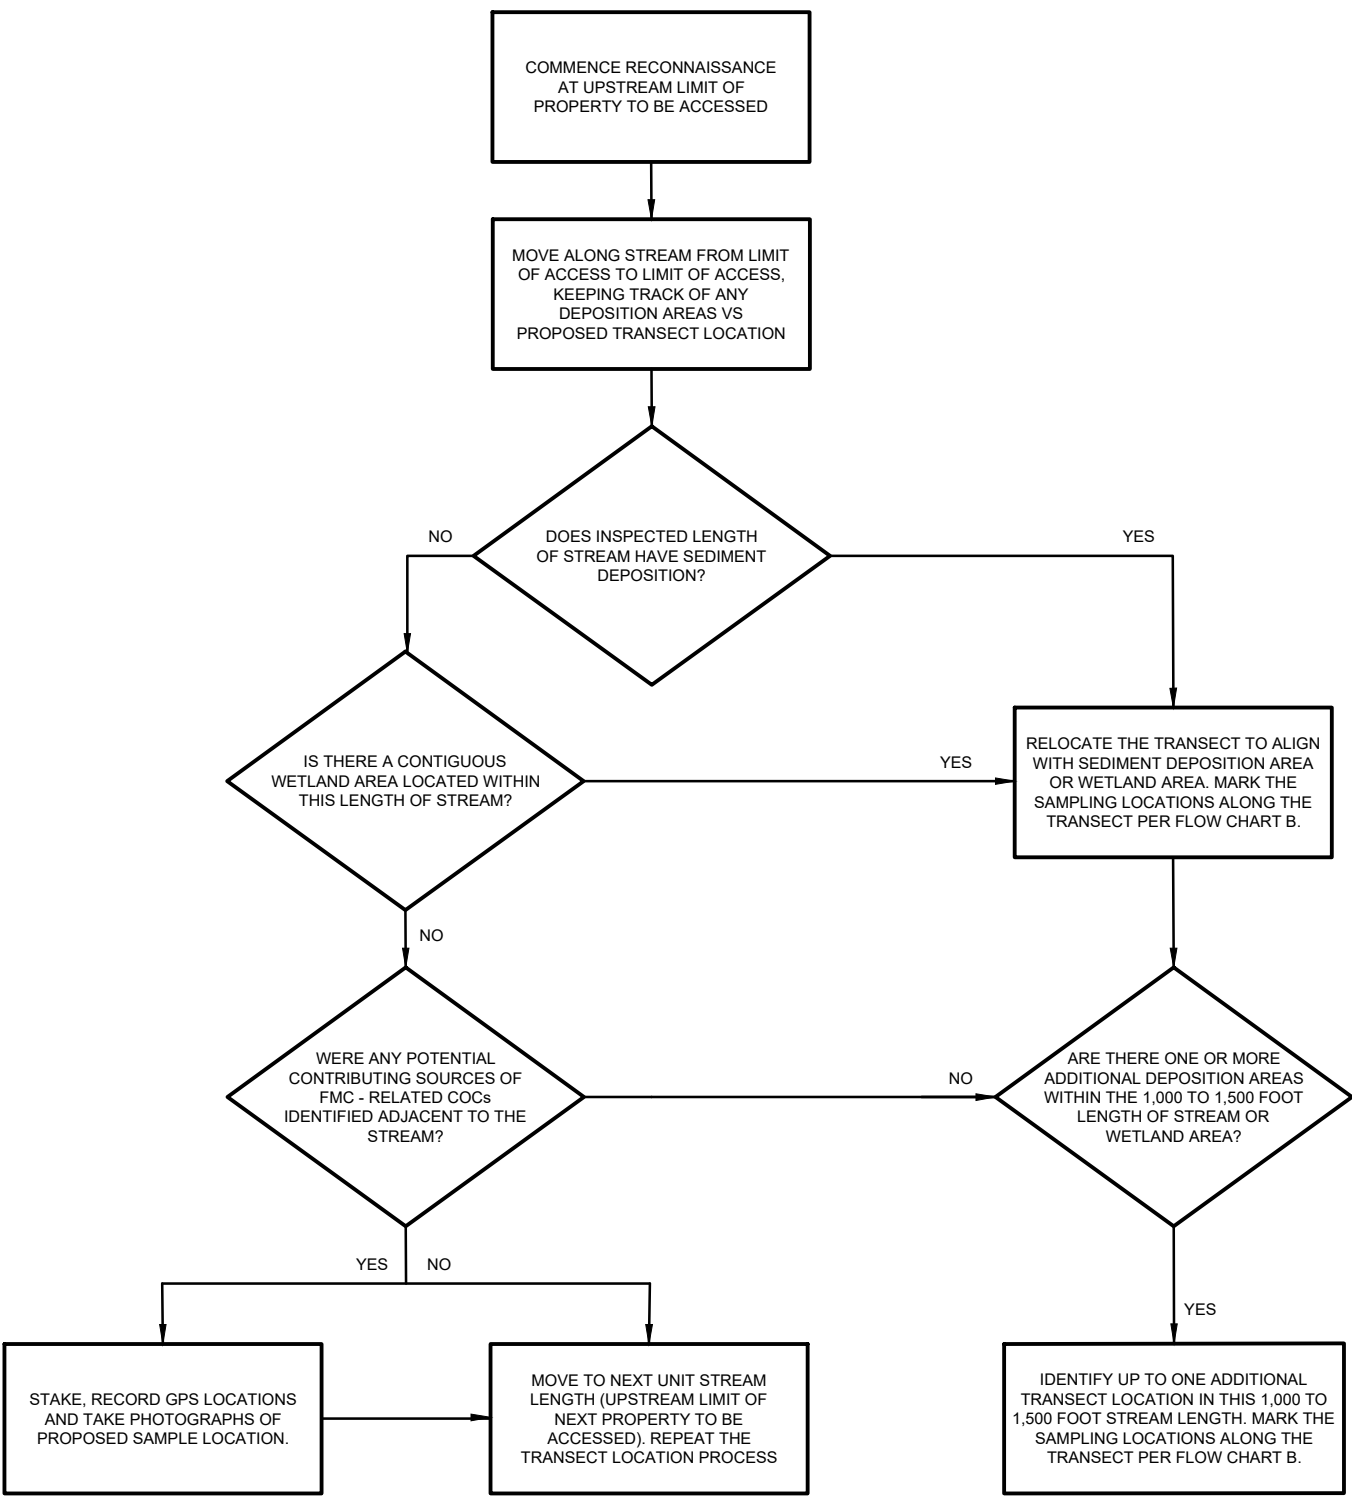 COMMENCE RECONNAISSANCE
AT UPSTREAM LIMIT OF
PROPERTY TO BE ACCESSED
MOVE ALONG STREAM FROM LIMIT
OF ACCESS TO LIMIT OF ACCESS,
KEEPING TRACK OF ANY
DEPOSITION AREAS VS
PROPOSED TRANSECT LOCATION
NO
DOES INSPECTED LENGTH
OF STREAM HAVE SEDIMENT
DEPOSITION?
YES
IS THERE A CONTIGUOUS
WETLAND AREA LOCATED WITHIN
THIS LENGTH OF STREAM?
YES
RELOCATE THE TRANSECT TO ALIGN
WITH SEDIMENT DEPOSITION AREA
OR WETLAND AREA. MARK THE
SAMPLING LOCATIONS ALONG THE
TRANSECT PER FLOW CHART B.
NO
WERE ANY POTENTIAL
CONTRIBUTING SOURCES OF
FMC - RELATED COCs
IDENTIFIED ADJACENT TO THE
STREAM?
NO
ARE THERE ONE OR MORE
ADDITIONAL DEPOSITION AREAS
WITHIN THE 1,000 TO 1,500 FOOT
LENGTH OF STREAM OR
WETLAND AREA?
YES
NO
YES
STAKE, RECORD GPS LOCATIONS
AND TAKE PHOTOGRAPHS OF
PROPOSED SAMPLE LOCATION.
MOVE TO NEXT UNIT STREAM
LENGTH (UPSTREAM LIMIT OF
NEXT PROPERTY TO BE
ACCESSED). REPEAT THE
TRANSECT LOCATION PROCESS
IDENTIFY UP TO ONE ADDITIONAL
TRANSECT LOCATION IN THIS 1,000 TO
1,500 FOOT STREAM LENGTH. MARK THE
SAMPLING LOCATIONS ALONG THE
TRANSECT PER FLOW CHART B.